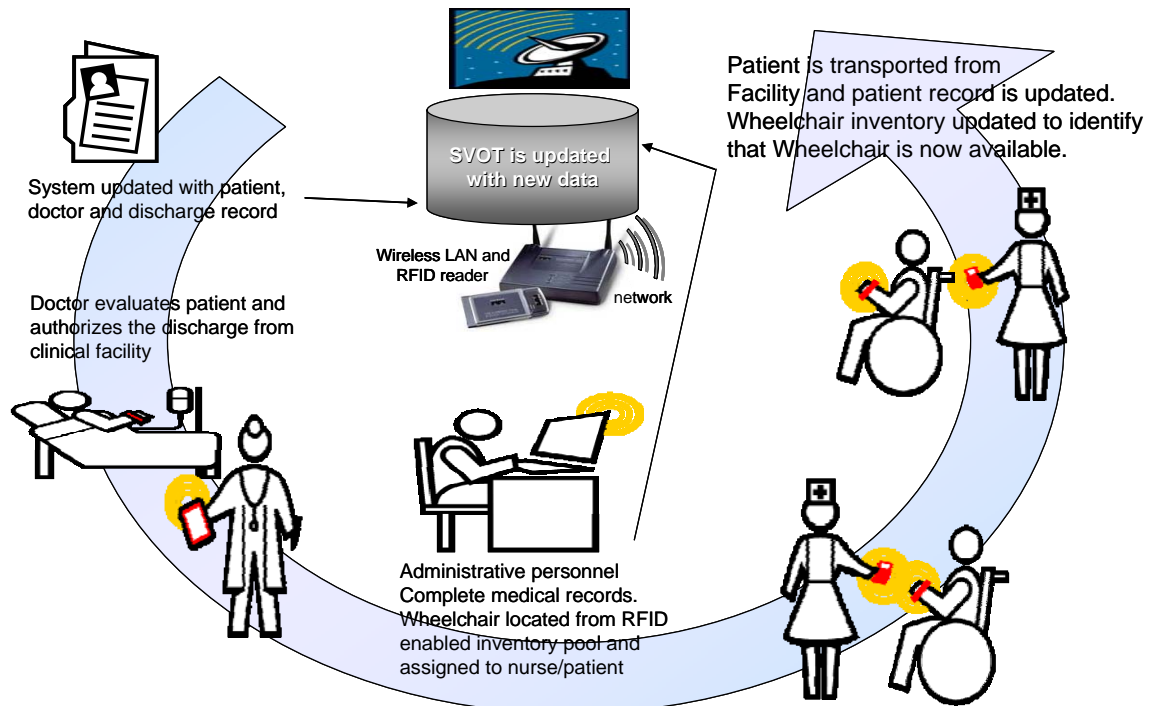 System updated with patient,
doctor and discharge record
Doctor evaluates patient and
authorizes the discharge from
clinical facility
SVOT is updated
with new data
Wireless LAN and
RFID reader
network
Administrative personnel
Complete medical records.
Wheelchair located from RFID
enabled inventory pool and
assigned to nurse/patient
Patient is transported from
Facility and patient record is updated.
Wheelchair inventory updated to identify
that Wheelchair is now available.